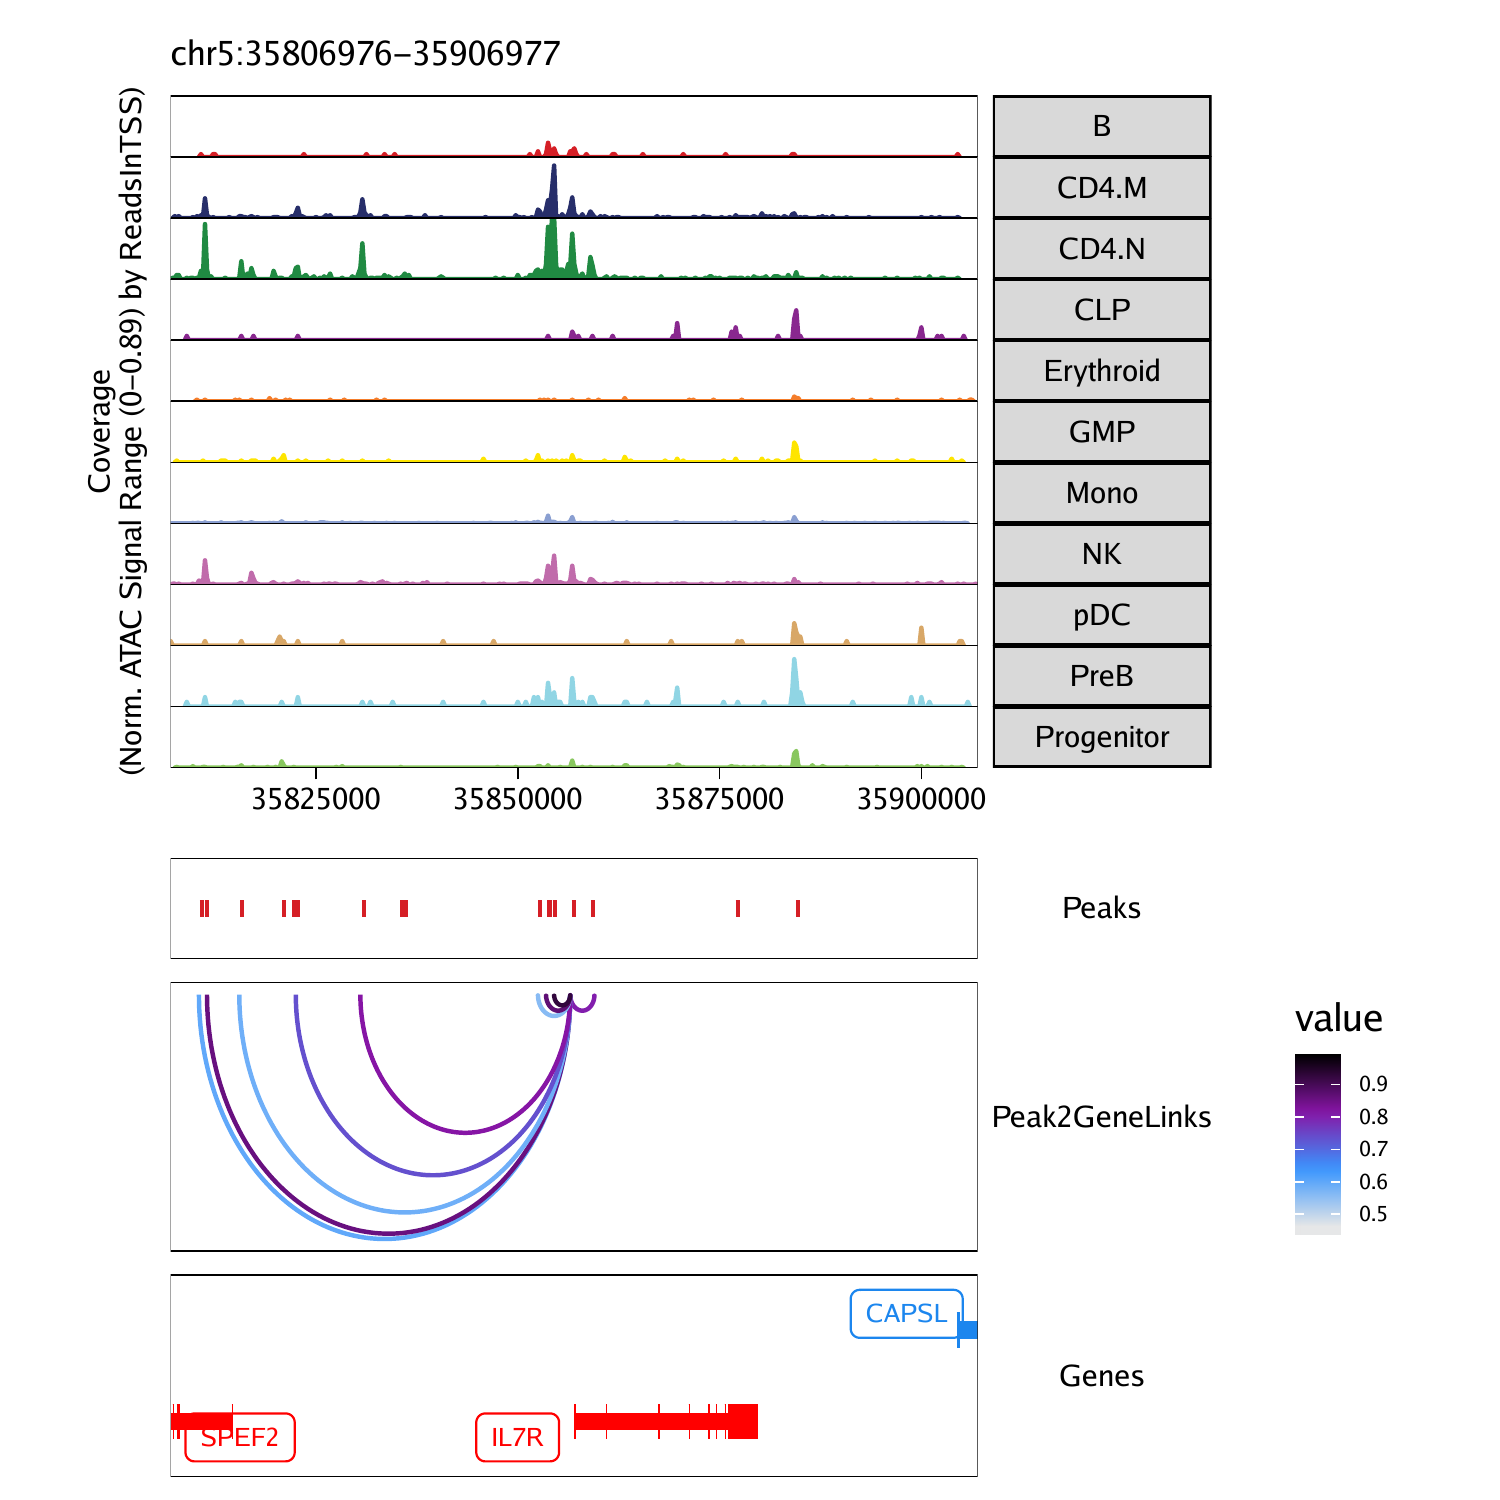 chr5:35806976–35906977
Coverage
(Norm. ATAC Signal Range (0–0.89) by ReadsInTSS)
B
CD4.M
CD4.N
CLP
Erythroid
GMP
Mono
NK
pDC
PreB
Progenitor
35825000 35850000 35875000 35900000
Peaks
Peak2GeneLinks
value
0.9
0.8
0.7
0.6
0.5
CAPSL
Genes
SPEF2 IL7R